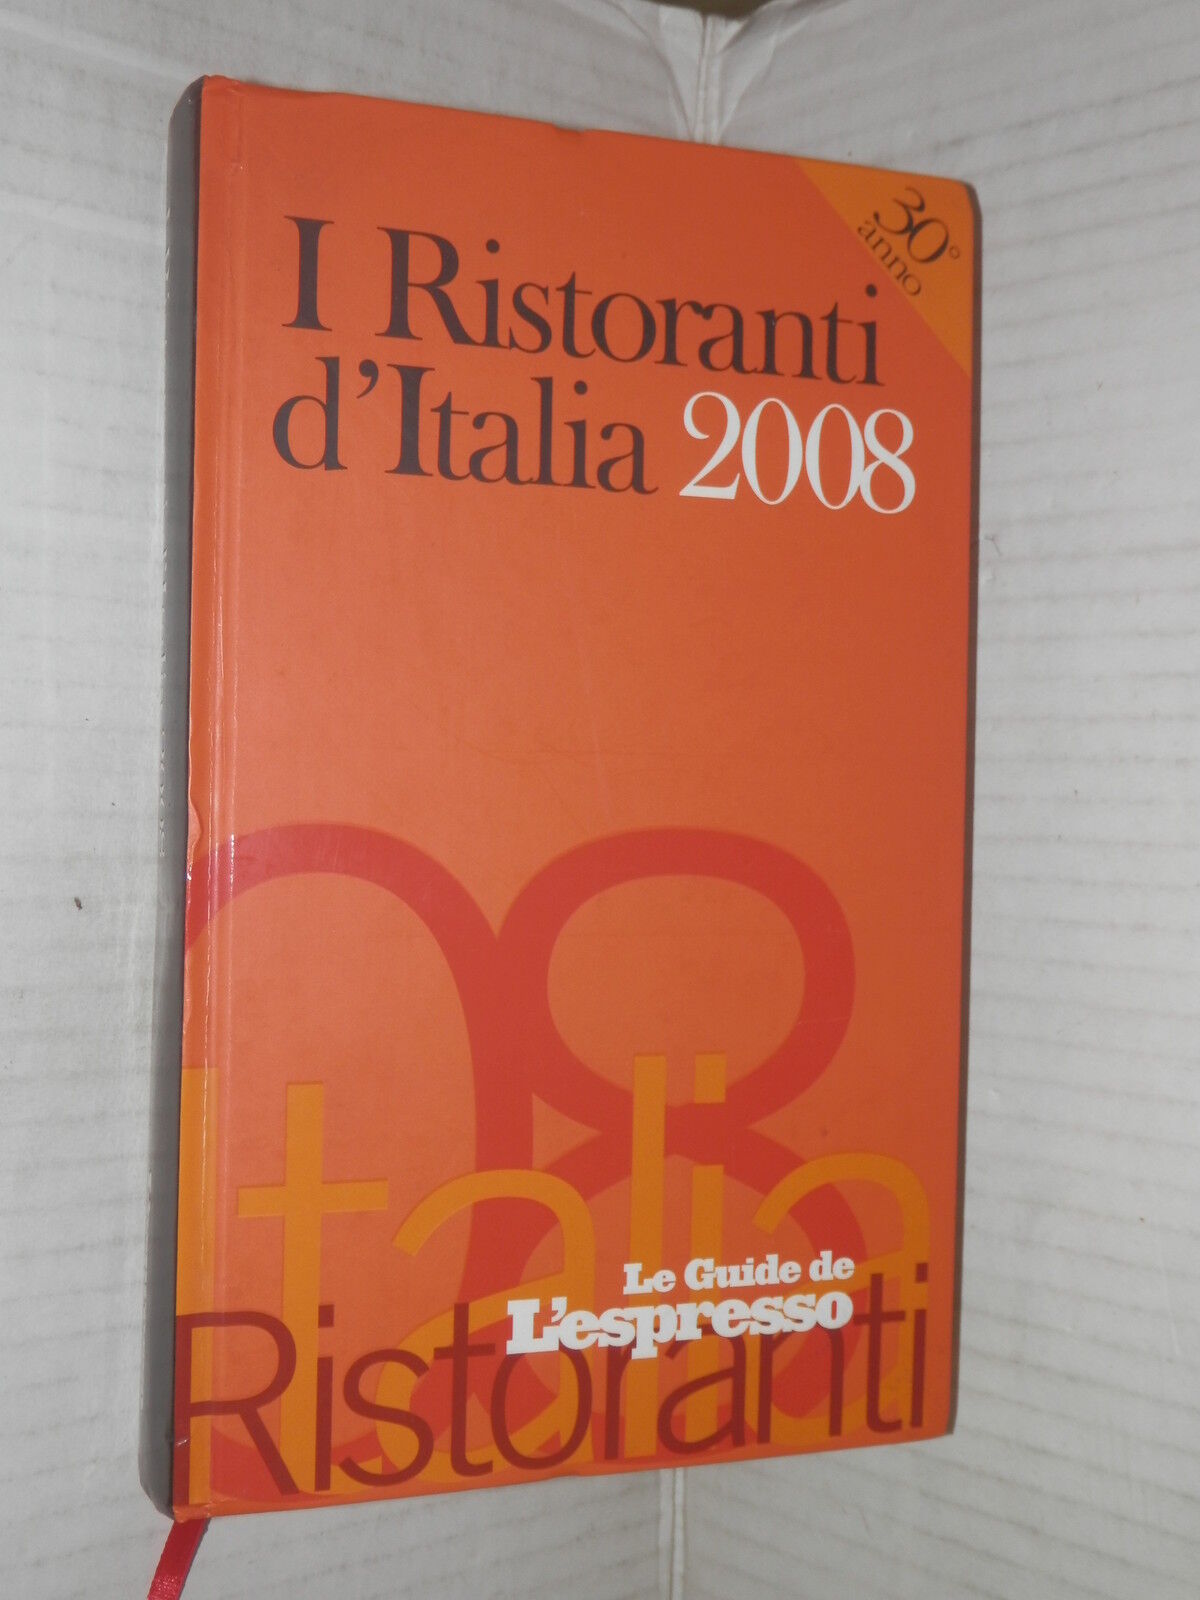 30°
anno
I Ristoranti
d'Italia 2008
08
Italia
Le Guide de
L'espresso
Ristoranti